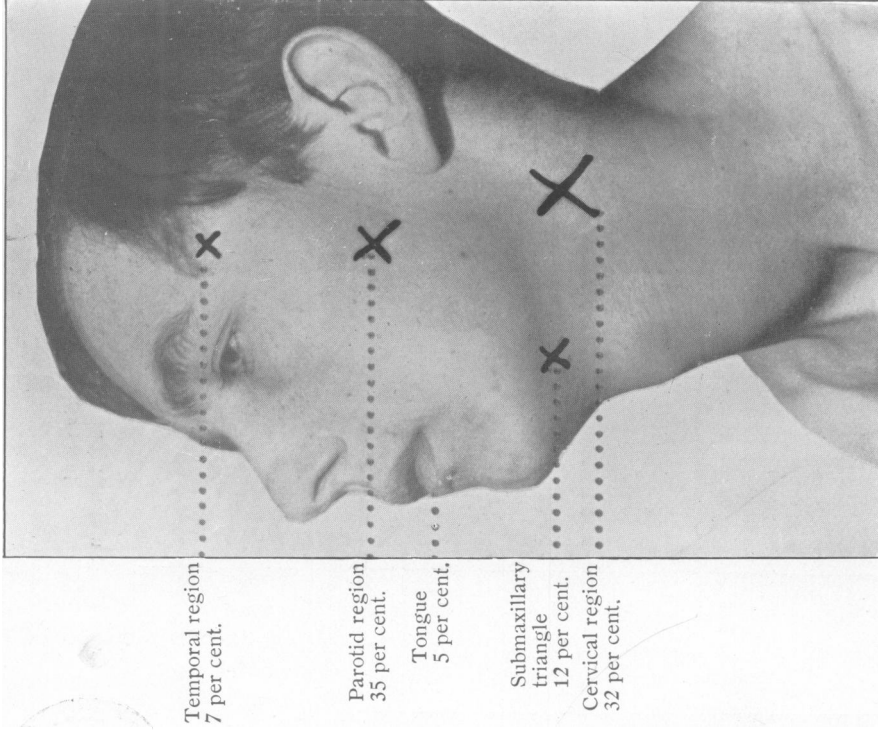 Temporal region
7 per cent.
Parotid region
35 per cent.
Tongue
5 per cent.
Submaxillary
triangle
12 per cent.
Cervical region
32 per cent.